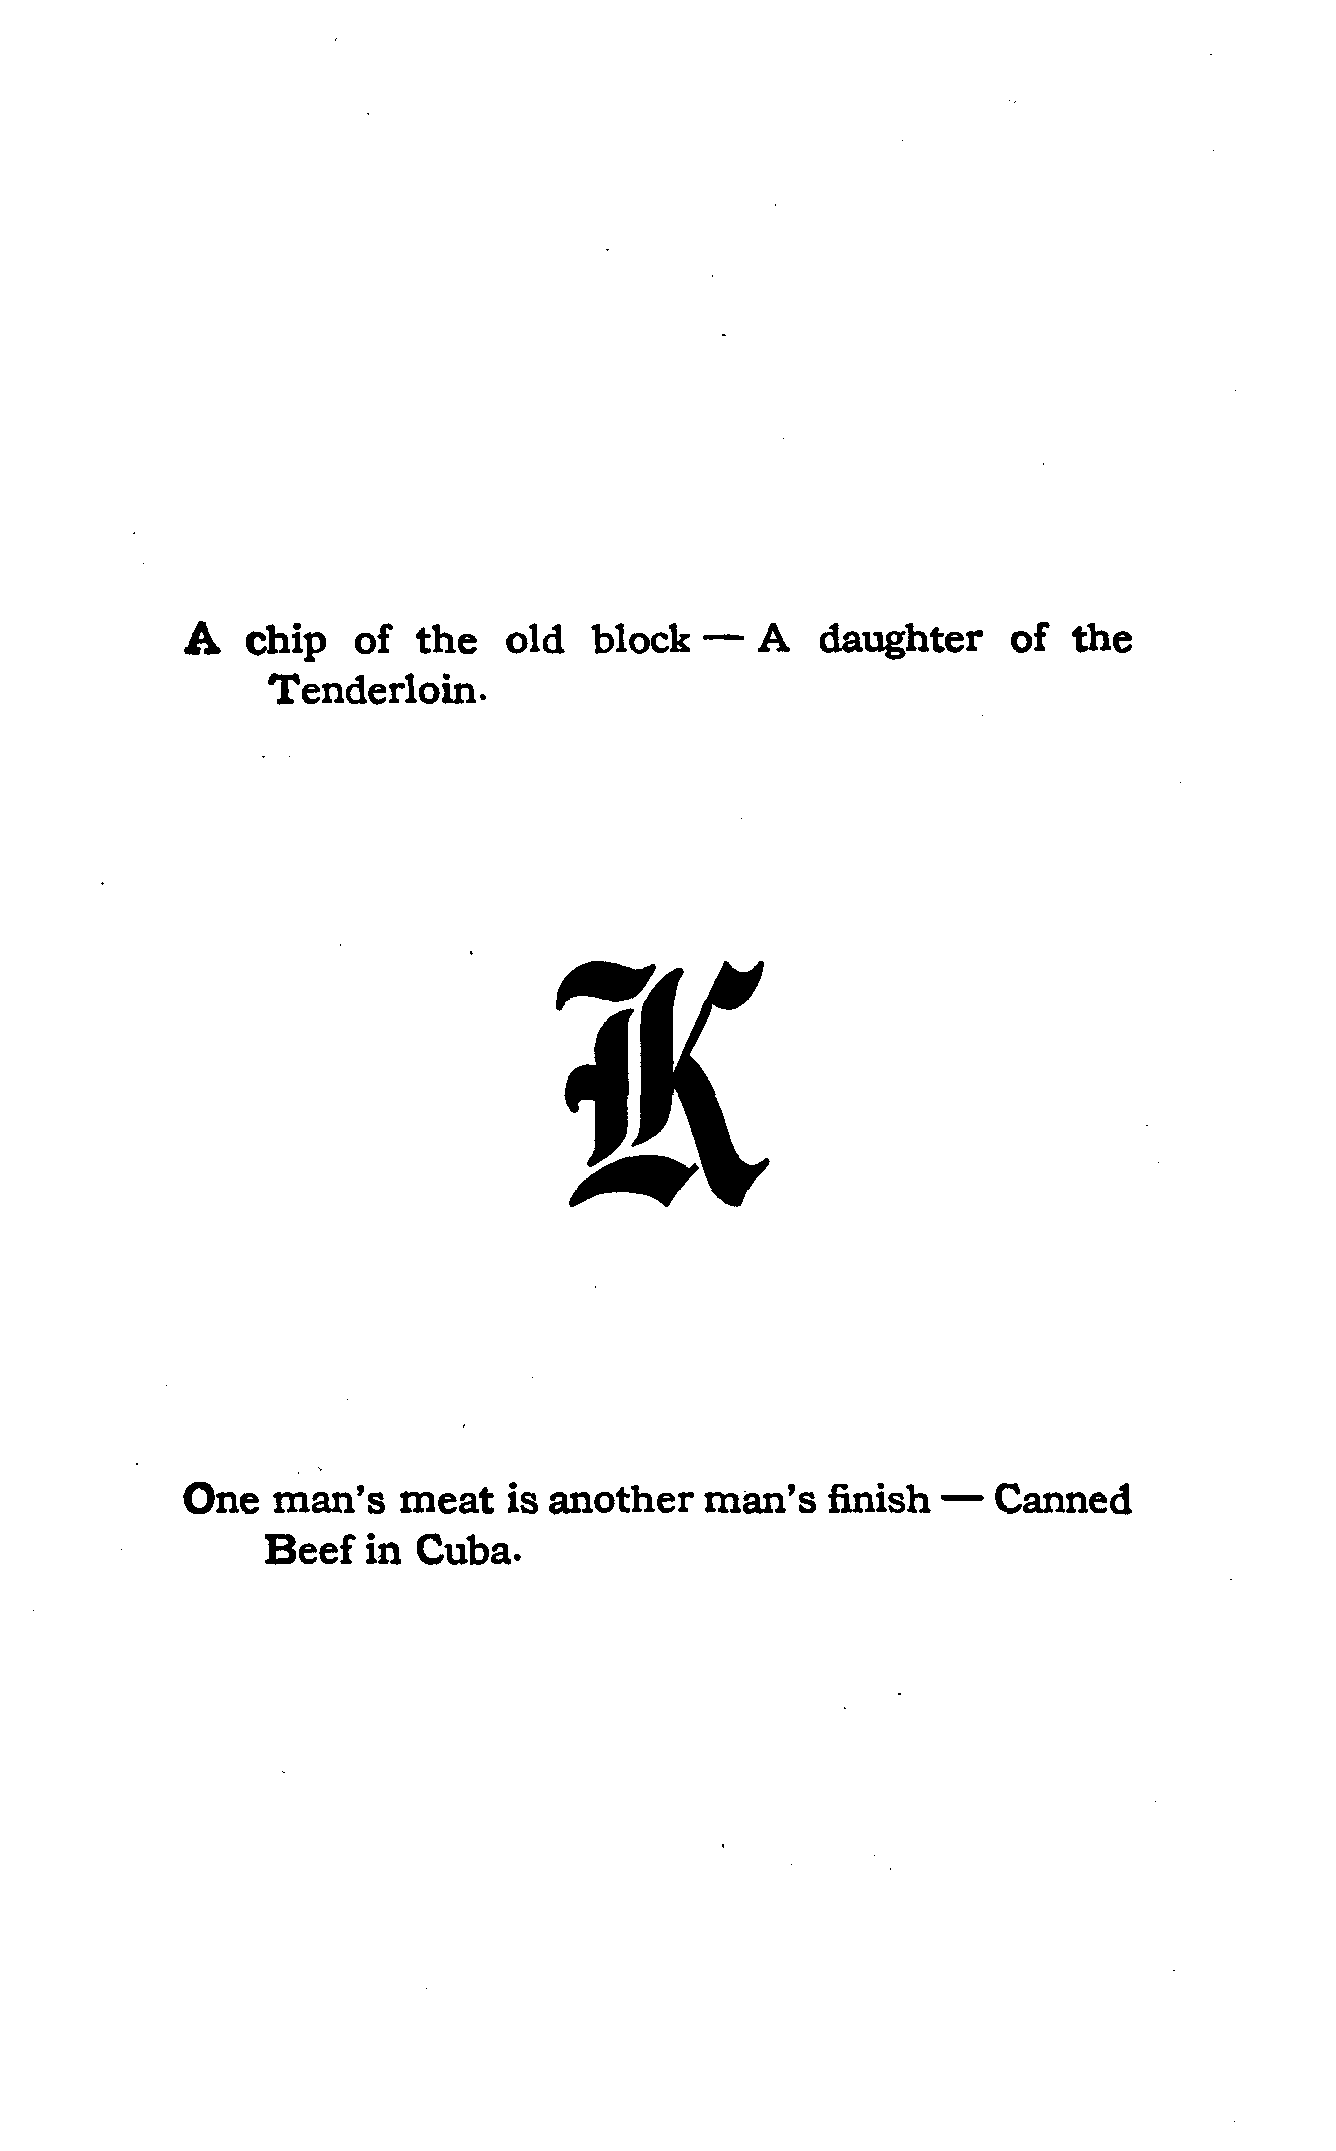 A chip of the old block — A daughter of the
Tenderloin.
K
One man's meat is another man's finish — Canned
Beef in Cuba.